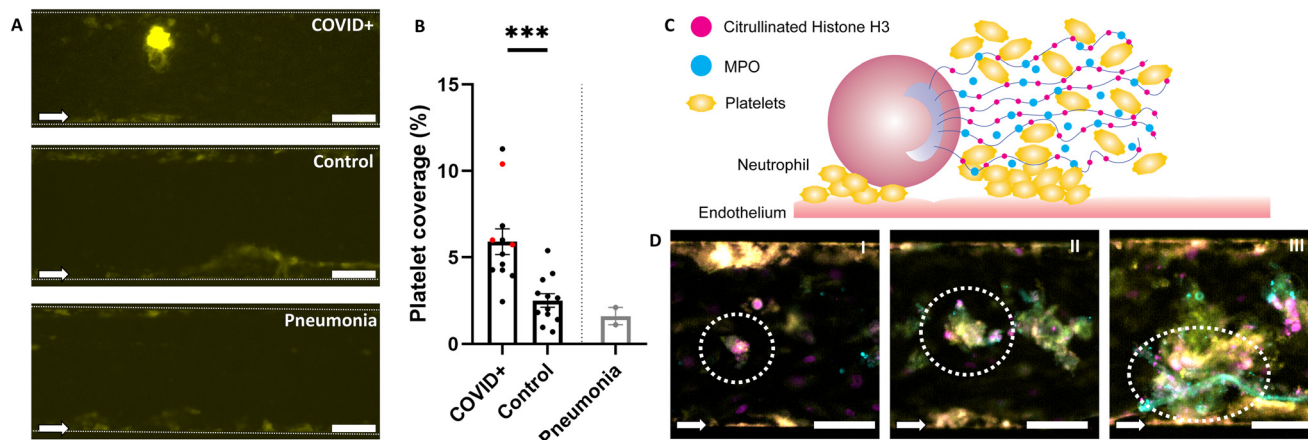 A
COVID+
Control
Pneumonia
B
***
Platelet coverage (%)
15
10
5
0
COVID+
Control
Pneumonia
C
Citrullinated Histone H3
MPO
Platelets
Neutrophil
Endothelium
D
I
II
III